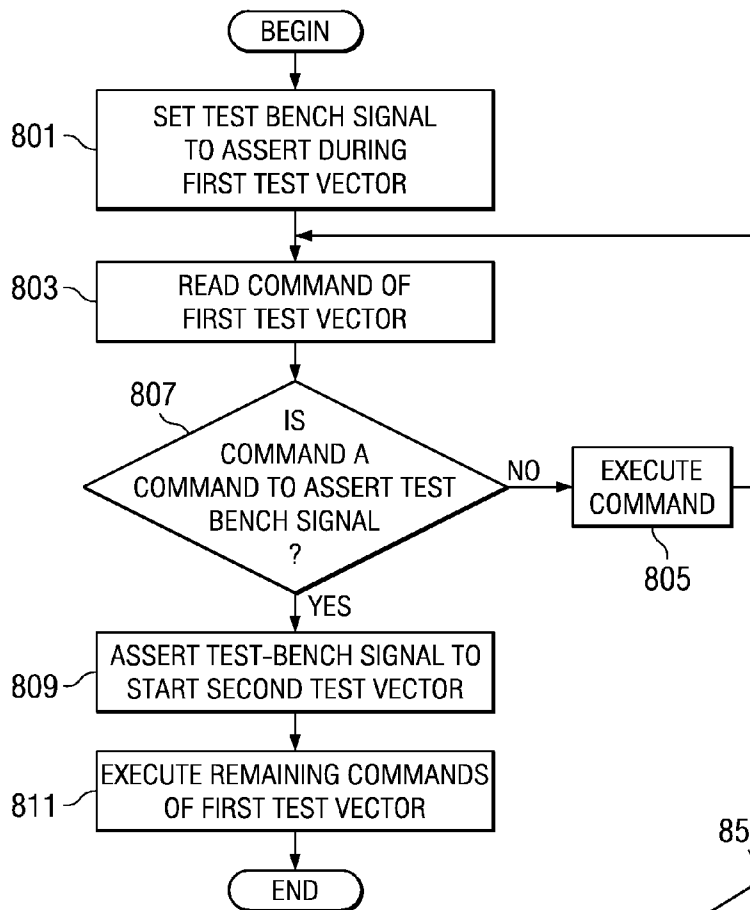 BEGIN
801
SET TEST BENCH SIGNAL
TO ASSERT DURING
FIRST TEST VECTOR
803
READ COMMAND OF
FIRST TEST VECTOR
807
IS
COMMAND A
COMMAND TO ASSERT TEST
BENCH SIGNAL
?
NO
EXECUTE
COMMAND
805
YES
809
ASSERT TEST-BENCH SIGNAL TO
START SECOND TEST VECTOR
811
EXECUTE REMAINING COMMANDS
OF FIRST TEST VECTOR
85
END